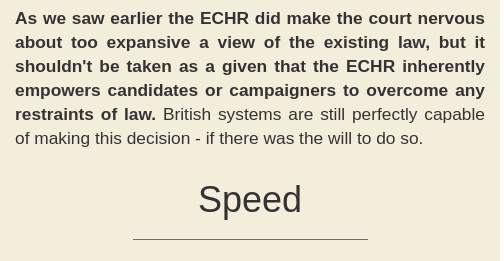 As we saw earlier the ECHR did make the court nervous
about too expansive a view of the existing law, but it
shouldn't be taken as a given that the ECHR inherently
empowers candidates or campaigners to overcome any
restraints of law. British systems are still perfectly capable
of making this decision - if there was the will to do so.
Speed